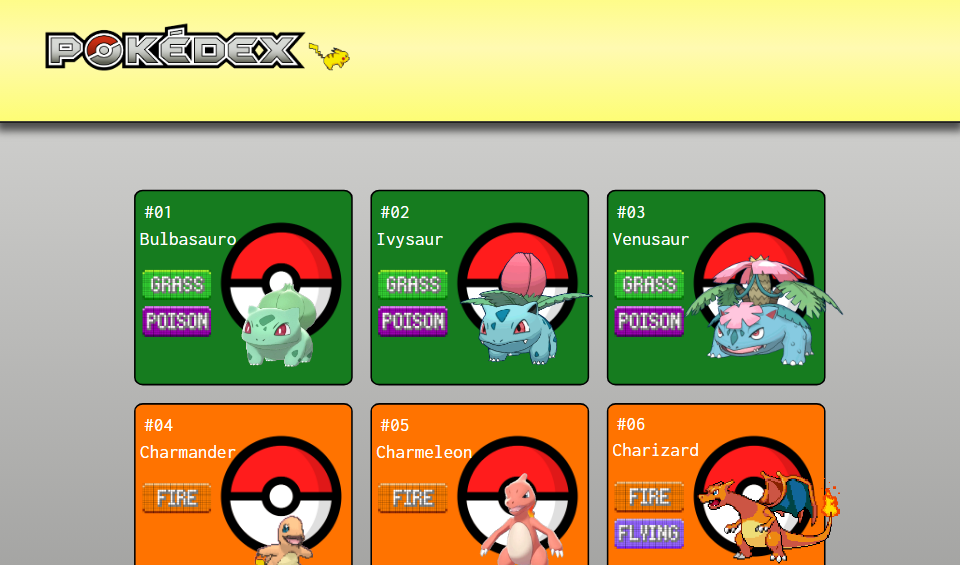 POKÉDEX
#01
Bulbasauro
GRASS
POISON
#02
Ivysaur
GRASS
POISON
#03
Venusaur
GRASS
POISON
#04
Charmander
FIRE
#05
Charmeleon
FIRE
#06
Charizard
FIRE
FLYING